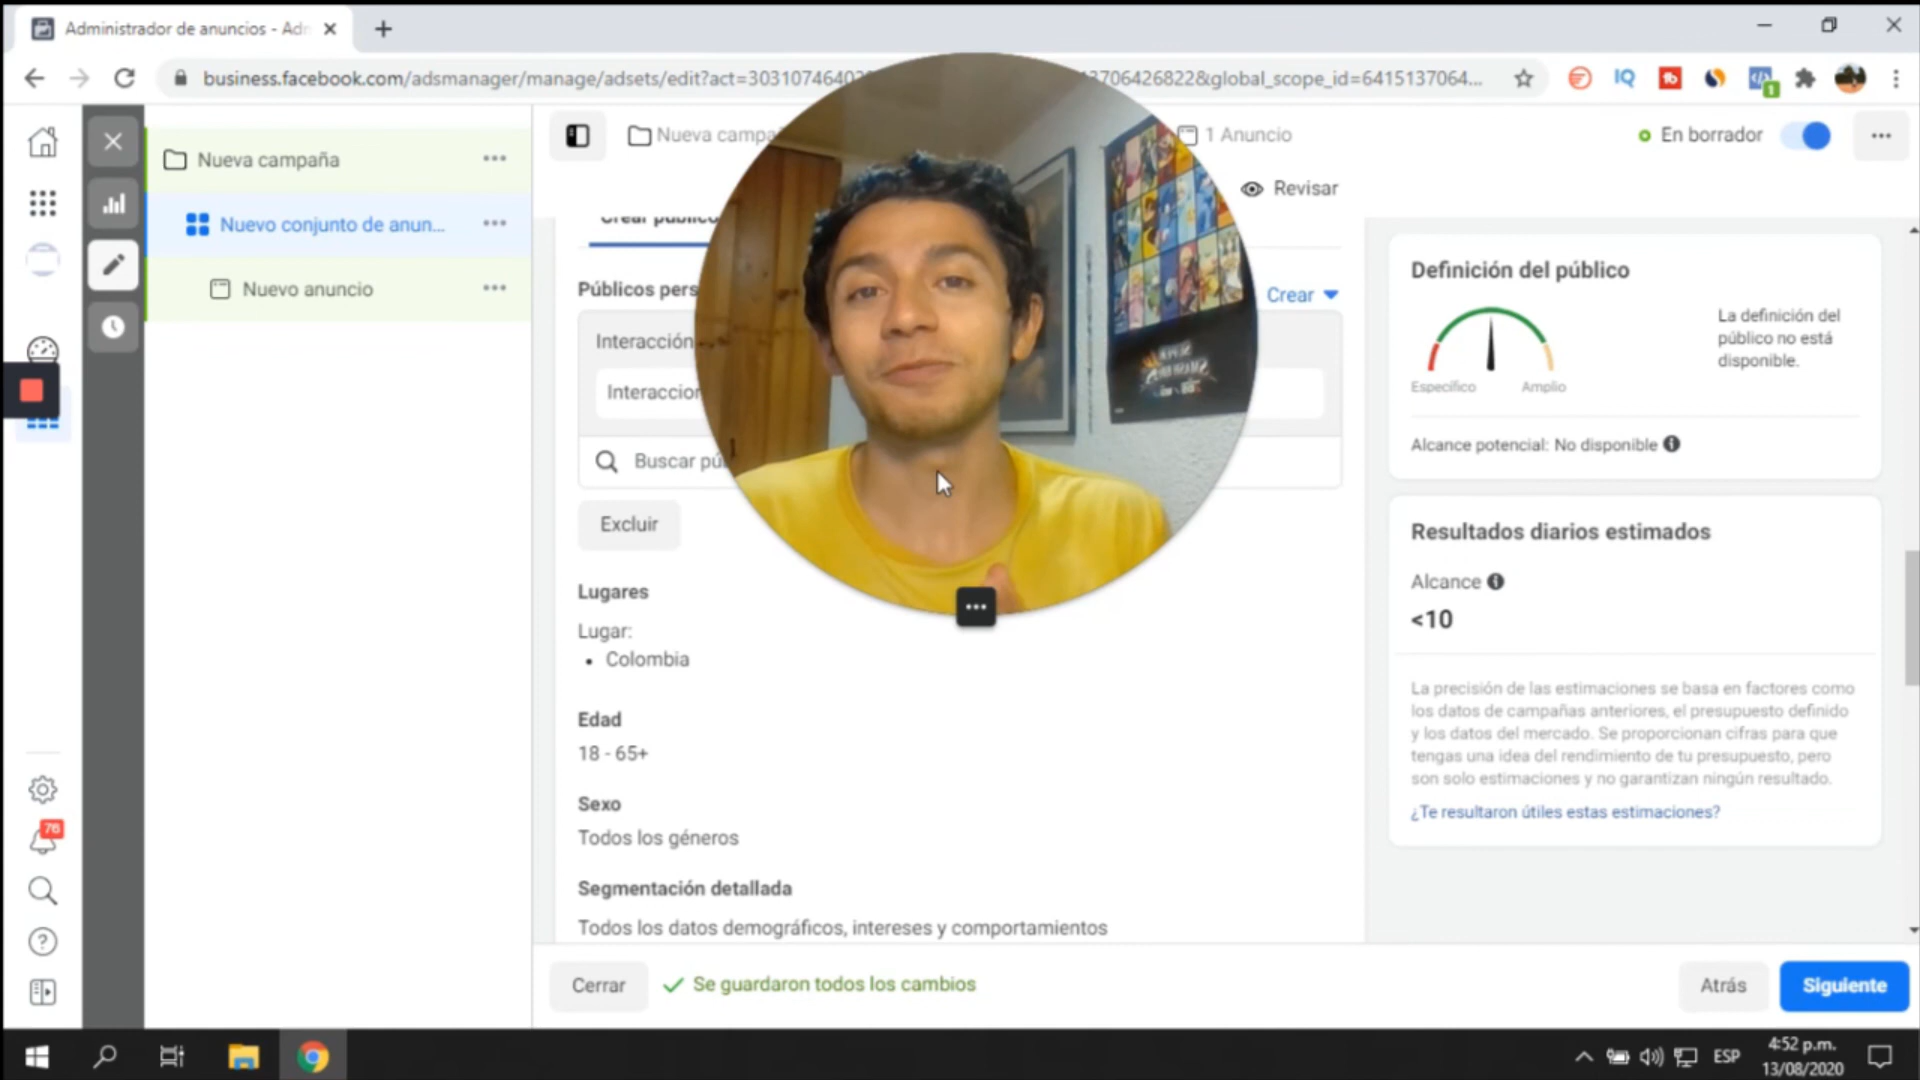 Administrador de anuncios - Adn
business.facebook.com/adsmanager/manage/adsets/edit?act=30310746402
3706426822&global_scope_id=6415137064...
Nueva campaña
1 Anuncio
En borrador
Nueva campaña
Revisar
Nuevo conjunto de anun...
Nuevo anuncio
Crear público
Públicos pers
Crear
Interacción
Interaccion
Buscar pú
Excluir
Lugares
Lugar:
• Colombia
Edad
18 - 65+
Sexo
Todos los géneros
Segmentación detallada
Todos los datos demográficos, intereses y comportamientos
Definición del público
La definición del
público no está
disponible.
Específico
Amplio
Alcance potencial: No disponible
Resultados diarios estimados
Alcance
<10
La precisión de las estimaciones se basa en factores como
los datos de campañas anteriores, el presupuesto definido
y los datos del mercado. Se proporcionan cifras para que
tengas una idea del rendimiento de tu presupuesto, pero
son solo estimaciones y no garantizan ningún resultado.
¿Te resultaron útiles estas estimaciones?
76
1
Cerrar
Se guardaron todos los cambios
Atrás
Siguiente
ESP
4:52 p.m.
13/08/2020